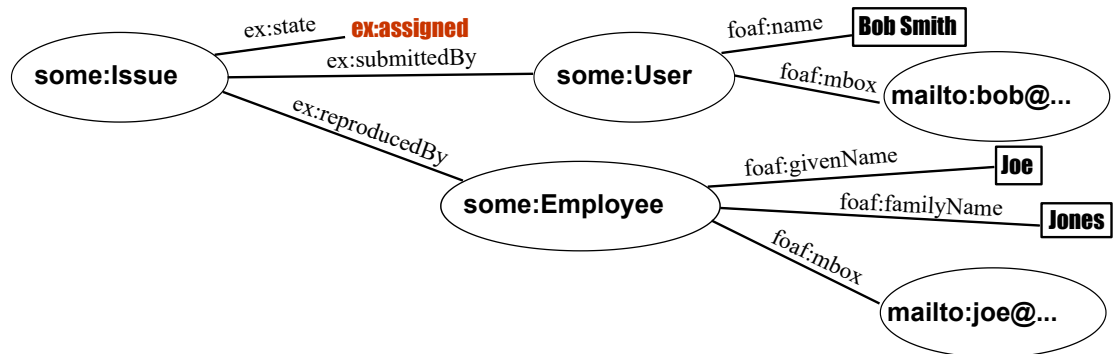 ex:state
ex:assigned
foaf:name
Bob Smith
some:Issue
ex:submittedBy
some:User
foaf:mbox
mailto:bob@...
ex:reproducedBy
foaf:givenName
Joe
some:Employee
foaf:familyName
Jones
foaf:mbox
mailto:joe@...